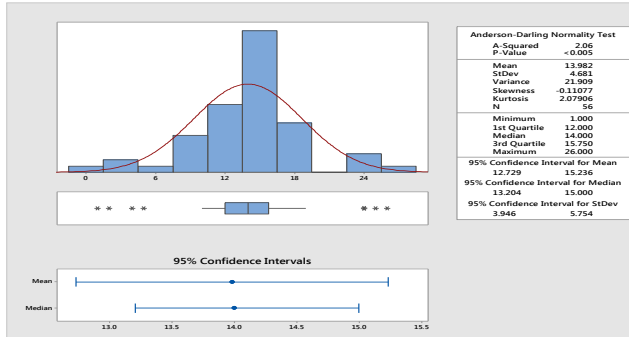 0 6 12 18 24
95% Confidence Intervals
Mean
Median
13.0 13.5 14.0 14.5 15.0 15.5
Anderson-Darling Normality Test
A-Squared 2.06
P-Value <0.005
Mean 13.982
StDev 4.681
Variance 21.909
Skewness -0.11077
Kurtosis 2.07906
N 56
Minimum 1.000
1st Quartile 12.000
Median 14.000
3rd Quartile 15.750
Maximum 26.000
95% Confidence Interval for Mean
12.729 15.236
95% Confidence Interval for Median
13.204 15.000
95% Confidence Interval for StDev
3.946 5.754